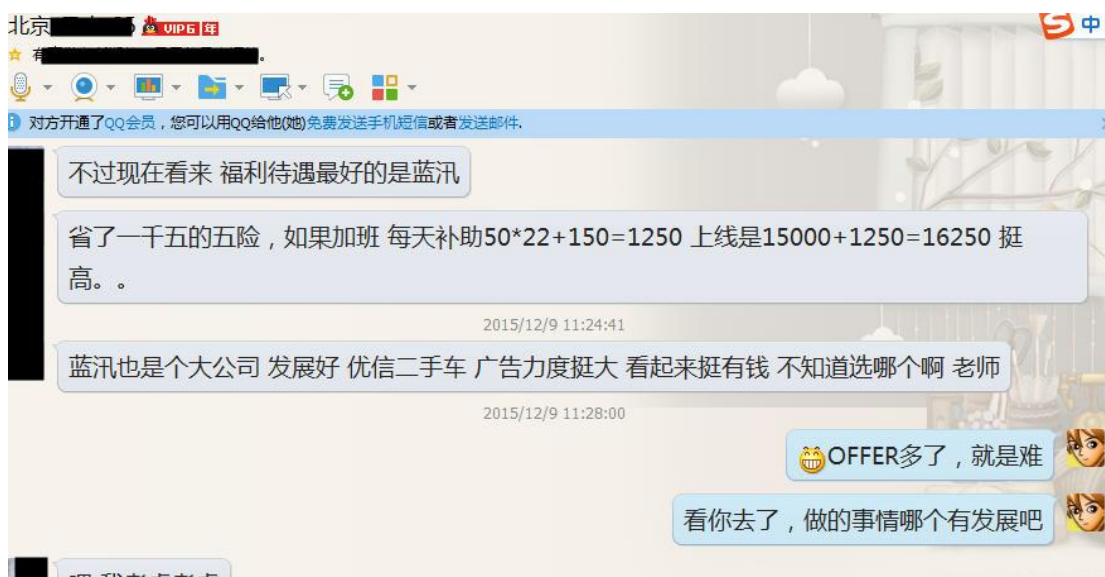 北京
VIP6 年
中
有
对方开通了QQ会员，您可以用QQ给他(她)免费发送手机短信或者发送邮件.
不过现在看来 福利待遇最好的是蓝汛
省了一千五的五险，如果加班 每天补助50*22+150=1250 上线是15000+1250=16250 挺
高。。
2015/12/9 11:24:41
蓝汛也是个大公司 发展好 优信二手车 广告力度挺大 看起来挺有钱 不知道选哪个啊 老师
2015/12/9 11:28:00
OFFER多了，就是难
看你去了，做的事情哪个有发展吧